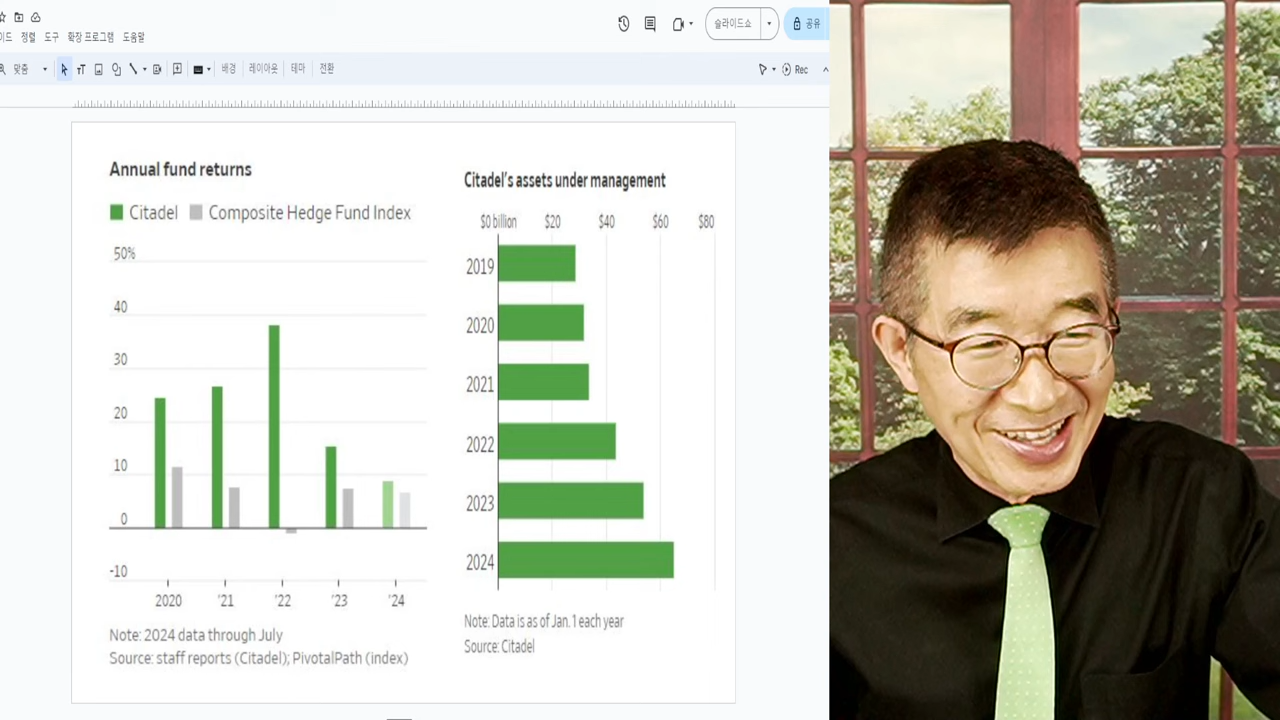 이드 정렬 도구 확장 프로그램 도움말
슬라이드쇼
공유
맞춤
배경 레이아웃 테마 전환
Rec
Annual fund returns
Citadel Composite Hedge Fund Index
50%
40
30
20
10
0
-10
2020 '21 '22 '23 '24
Note: 2024 data through July
Source: staff reports (Citadel); PivotalPath (index)
Citadel's assets under management
$0 billion $20 $40 $60 $80
2019
2020
2021
2022
2023
2024
Note: Data is as of Jan. 1 each year
Source: Citadel